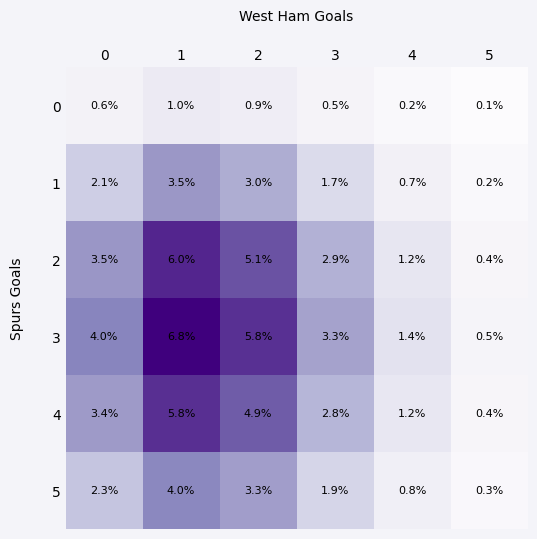 West Ham Goals
0 1 2 3 4 5
0 0.6% 1.0% 0.9% 0.5% 0.2% 0.1%
1 2.1% 3.5% 3.0% 1.7% 0.7% 0.2%
2 3.5% 6.0% 5.1% 2.9% 1.2% 0.4%
Spurs Goals
3 4.0% 6.8% 5.8% 3.3% 1.4% 0.5%
4 3.4% 5.8% 4.9% 2.8% 1.2% 0.4%
5 2.3% 4.0% 3.3% 1.9% 0.8% 0.3%